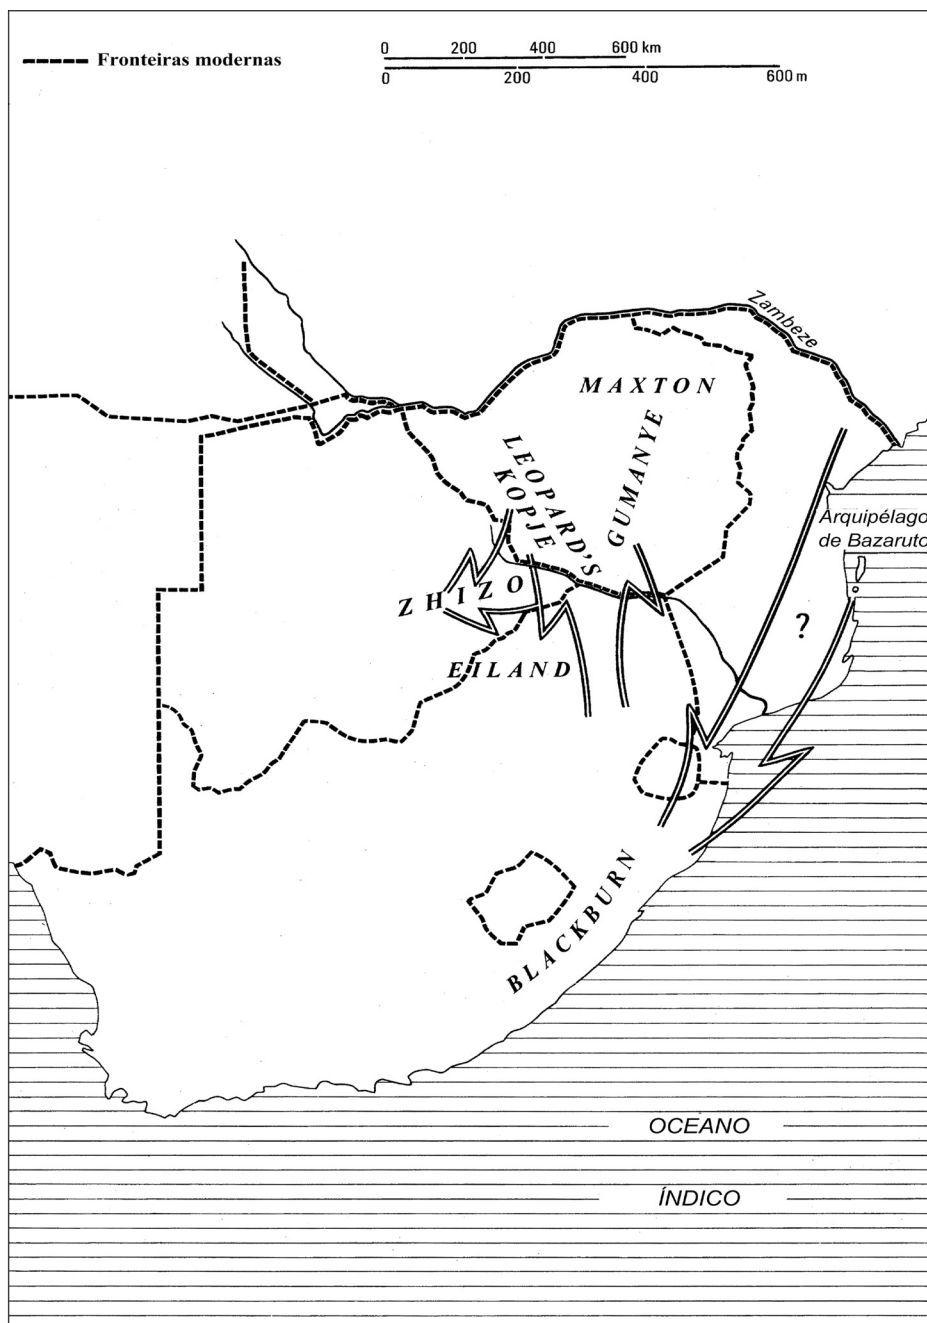 Fronteiras modernas
0 200 400 600 km
0 200 400 600 m
Zambeze
MAXTON
LEOPARD'S
KOPJE
GUMANYE
Arquipélago
de Bazaruto
ZHIZO
?
EILAND
BLACKBURN
OCEANO
ÍNDICO